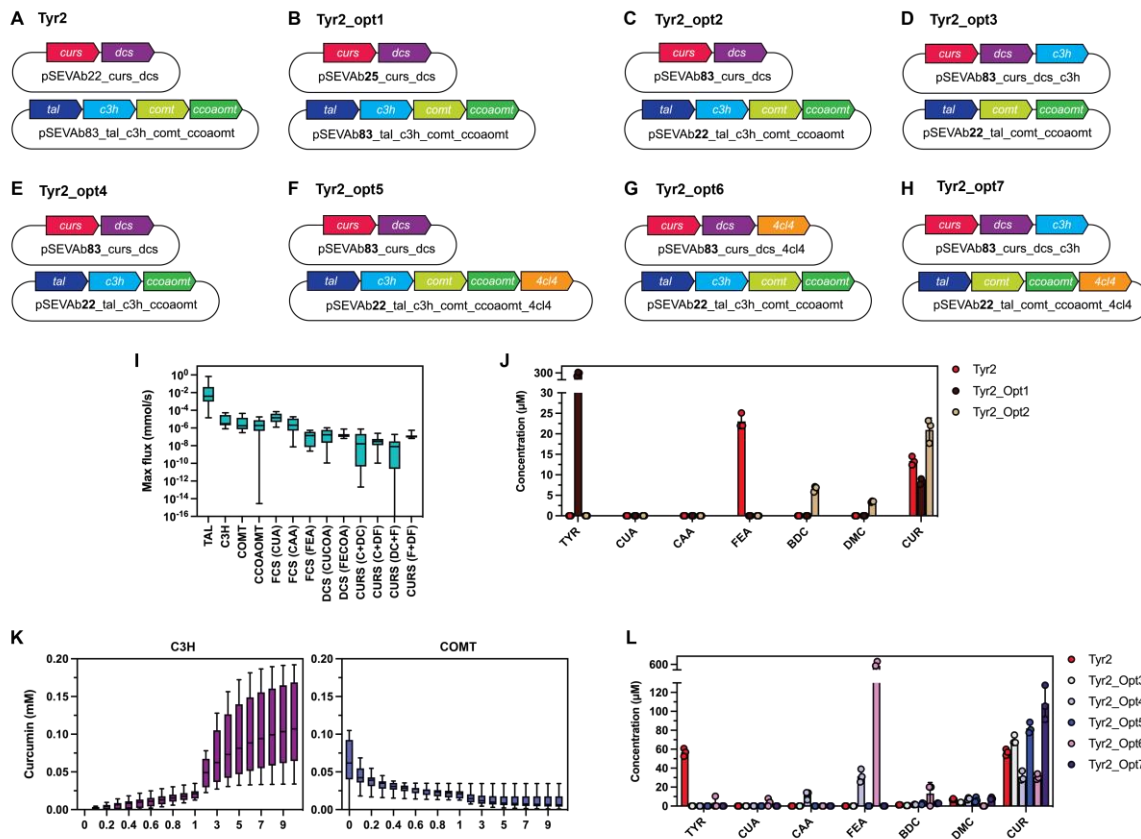 A Tyr2
curs dcs
pSEVAb22_curs_dcs
tal c3h comt ccoaomt
pSEVAb83_tal_c3h_comt_ccoaomt
B Tyr2_opt1
curs dcs
pSEVAb25_curs_dcs
tal c3h comt ccoaomt
pSEVAb83_tal_c3h_comt_ccoaomt
C Tyr2_opt2
curs dcs
pSEVAb83_curs_dcs
tal c3h comt ccoaomt
pSEVAb22_tal_c3h_comt_ccoaomt
D Tyr2_opt3
curs dcs c3h
pSEVAb83_curs_dcs_c3h
tal comt ccoaomt
pSEVAb22_tal_comt_ccoaomt
E Tyr2_opt4
curs dcs
pSEVAb83_curs_dcs
tal c3h ccoaomt
pSEVAb22_tal_c3h_ccoaomt
F Tyr2_opt5
curs dcs
pSEVAb83_curs_dcs
tal c3h comt ccoaomt 4cl4
pSEVAb22_tal_c3h_comt_ccoaomt_4cl4
G Tyr2_opt6
curs dcs 4cl4
pSEVAb83_curs_dcs_4cl4
tal c3h comt ccoaomt
pSEVAb22_tal_c3h_comt_ccoaomt
H Tyr2_opt7
curs dcs c3h
pSEVAb83_curs_dcs_c3h
tal comt ccoaomt 4cl4
pSEVAb22_tal_comt_ccoaomt_4cl4
I
Max flux (mmol/s)
10^0
10^-2
10^-4
10^-6
10^-8
10^-10
10^-12
10^-14
10^-16
TAL
C3H
COMT
CCOAOMT
FCS (CUA)
FCS (CAA)
FCS (FEA)
DCS (CUCOA)
DCS (FECOA)
CURS (C+DC)
CURS (C+DF)
CURS (DC+F)
CURS (F+DF)
J
Concentration (µM)
300
30
25
20
15
10
5
0
TYR CUA CAA FEA BDC DMC CUR
Tyr2
Tyr2_Opt1
Tyr2_Opt2
K
C3H
Curcumin (mM)
0.20
0.15
0.10
0.05
0.00
0 0.2 0.4 0.6 0.8 1 3 5 7 9
COMT
0.20
0.15
0.10
0.05
0.00
0 0.2 0.4 0.6 0.8 1 3 5 7 9
L
Concentration (µM)
600
120
100
80
60
40
20
0
TYR CUA CAA FEA BDC DMC CUR
Tyr2
Tyr2_Opt3
Tyr2_Opt4
Tyr2_Opt5
Tyr2_Opt6
Tyr2_Opt7